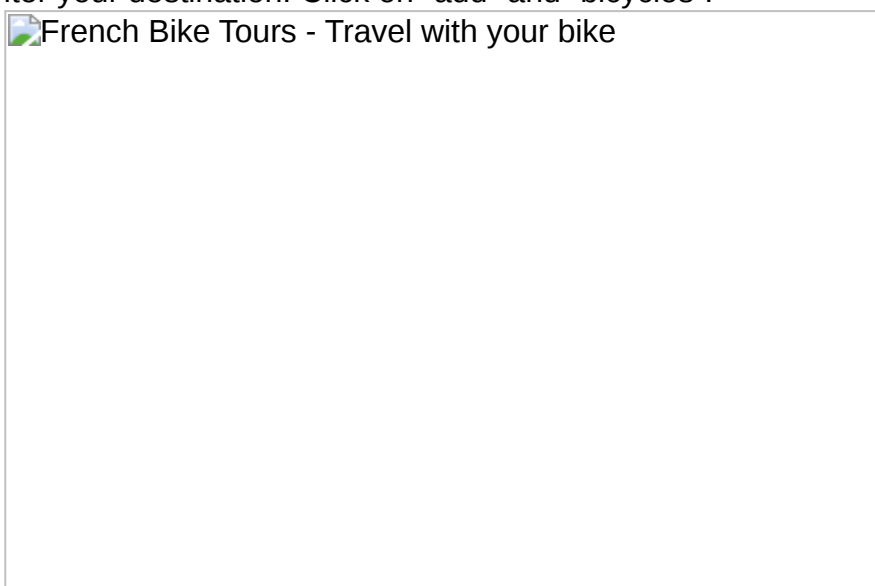 your destination. Click on "add" and "bicycles".
French Bike Tours - Travel with your bike